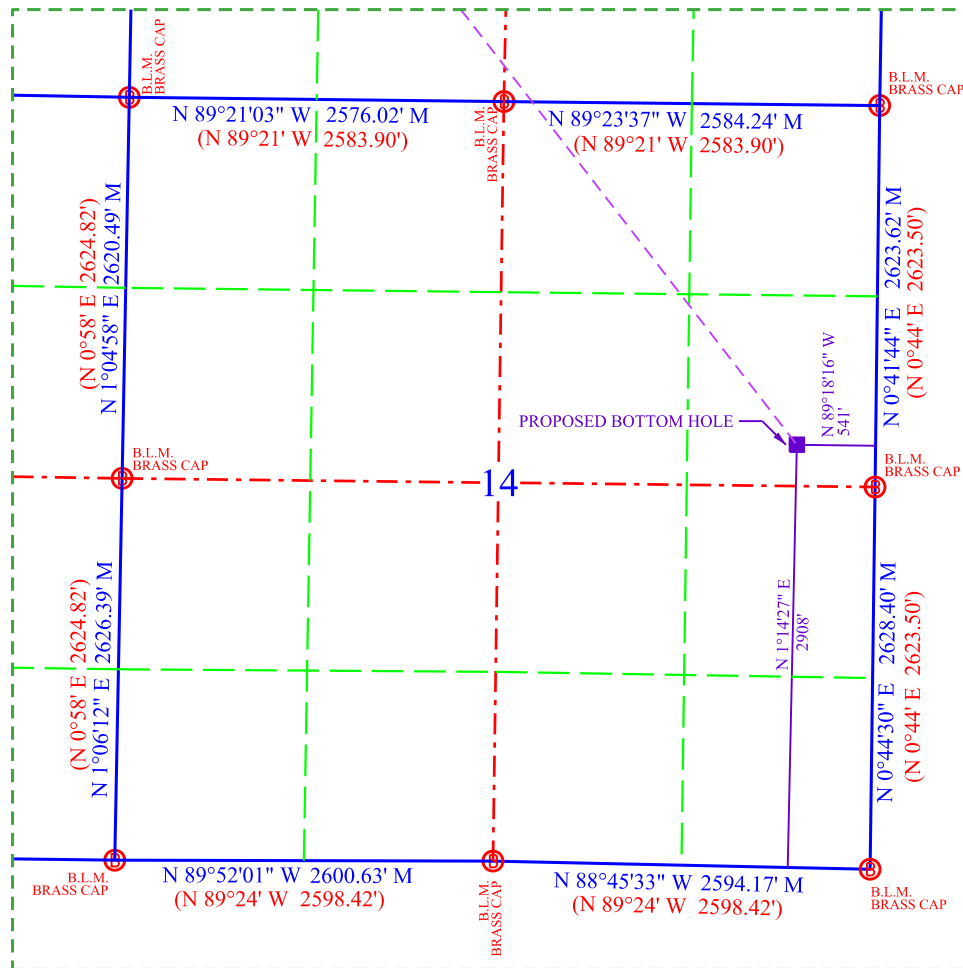 B.L.M.
BRASS CAP
B.L.M.
BRASS CAP
B.L.M.
BRASS CAP
N 89°21'03" W 2576.02' M
(N 89°21' W 2583.90')
N 89°23'37" W 2584.24' M
(N 89°21' W 2583.90')
(N 0°58' E 2624.82')
N 1°04'58" E 2620.49' M
N 0°41'44" E 2623.62' M
(N 0°44' E 2623.50')
N 89°18'16" W
541'
PROPOSED BOTTOM HOLE
B.L.M.
BRASS CAP
14
B.L.M.
BRASS CAP
(N 0°58' E 2624.82')
N 1°06'12" E 2626.39' M
N 1°14'27" E
2908'
N 0°44'30" E 2628.40' M
(N 0°44' E 2623.50')
B.L.M.
BRASS CAP
N 89°52'01" W 2600.63' M
(N 89°24' W 2598.42')
B.L.M.
BRASS CAP
N 88°45'33" W 2594.17' M
(N 89°24' W 2598.42')
B.L.M.
BRASS CAP